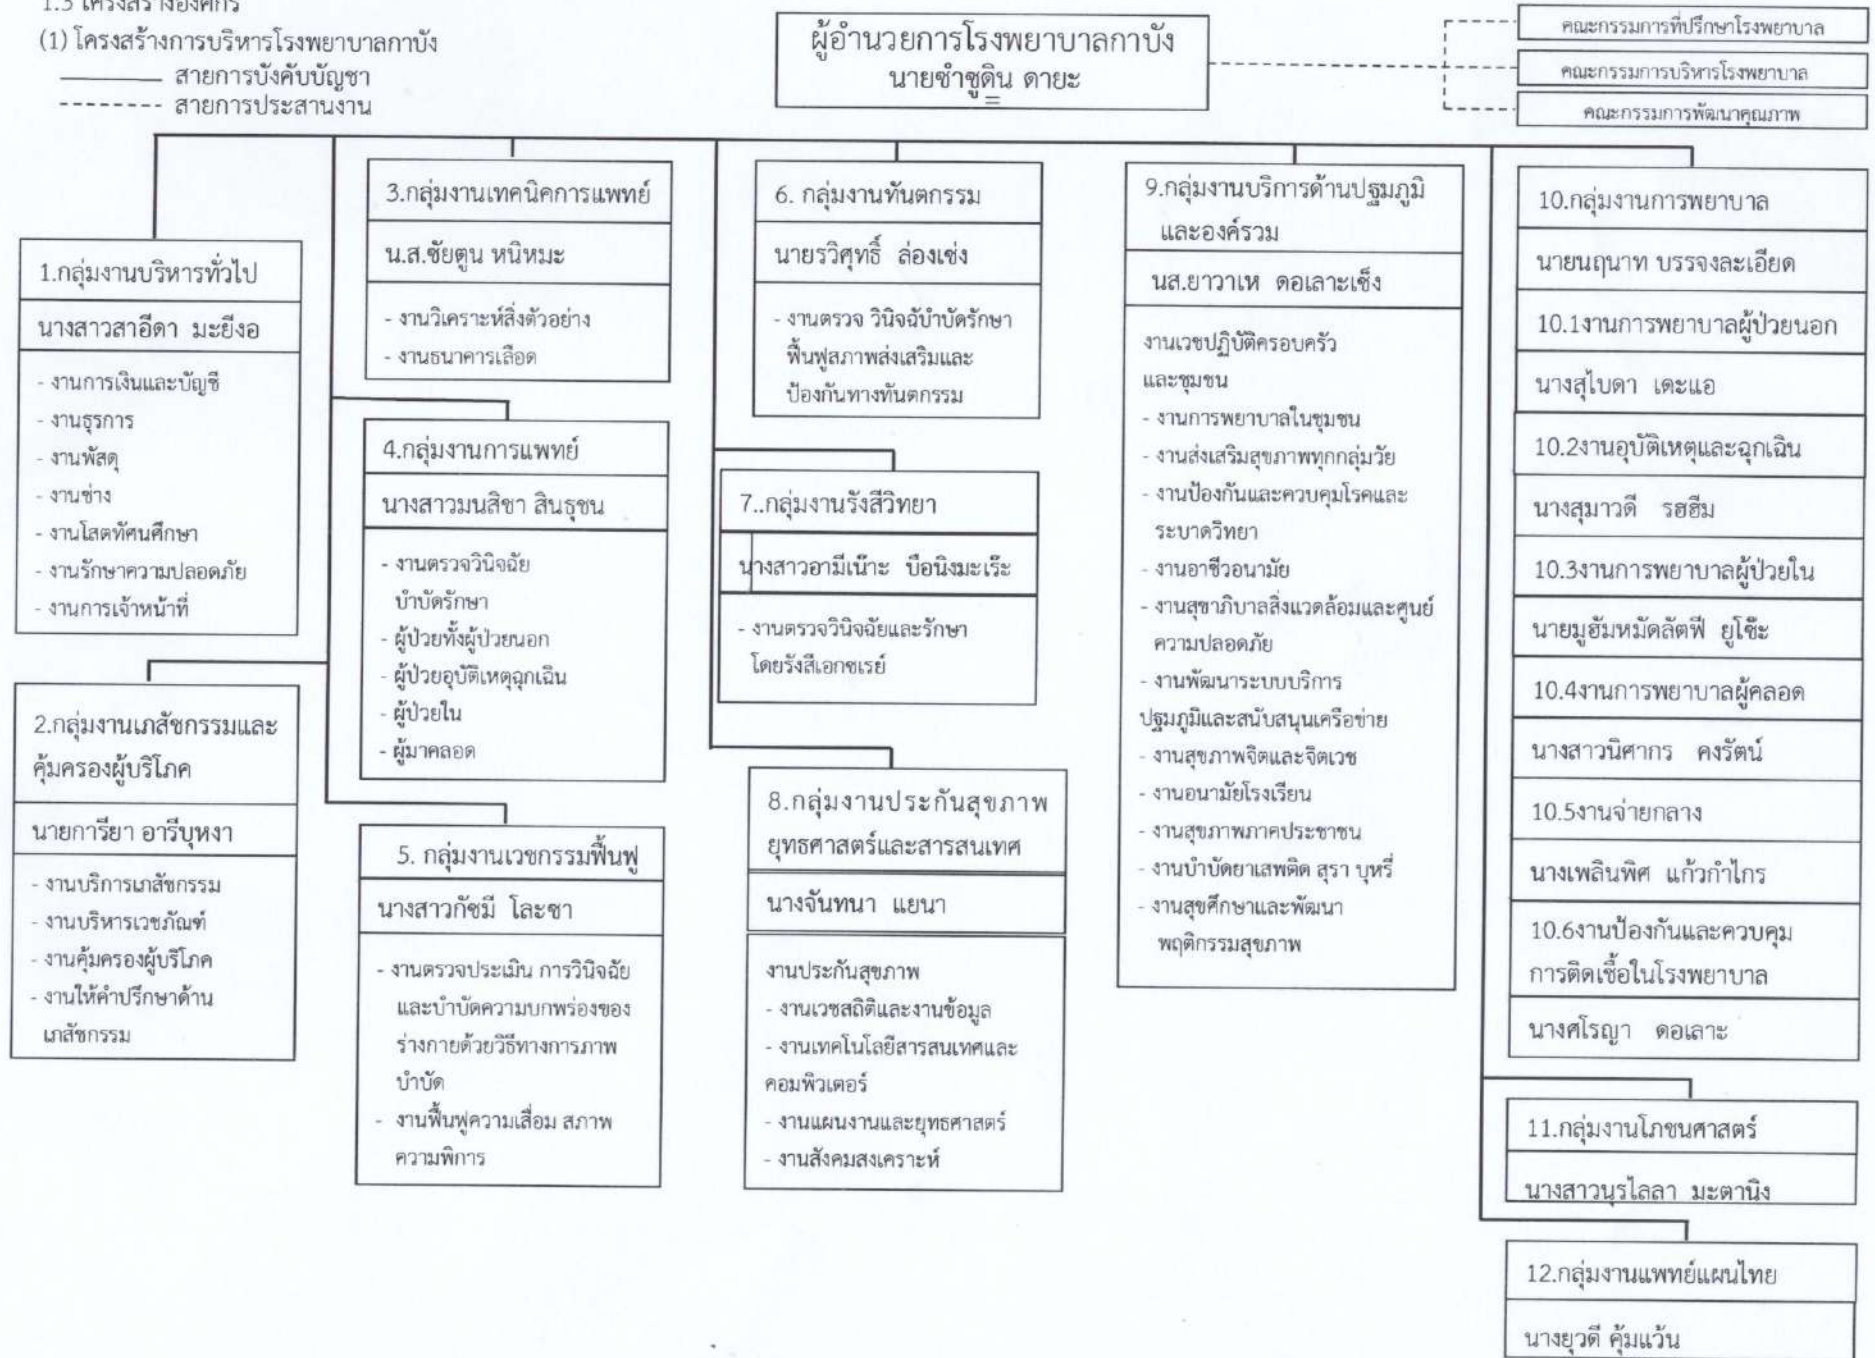 1.3 โครงสร้างองค์กร
(1) โครงสร้างการบริหารโรงพยาบาลกาบัง
สายการบังคับบัญชา
สายการประสานงาน
ผู้อำนวยการโรงพยาบาลกาบัง
นายซำซูดิน ดายะ
คณะกรรมการที่ปรึกษาโรงพยาบาล
คณะกรรมการบริหารโรงพยาบาล
คณะกรรมการพัฒนาคุณภาพ
1.กลุ่มงานบริหารทั่วไป
นางสาวสาอีดา มะยีงอ
- งานการเงินและบัญชี
- งานธุรการ
- งานพัสดุ
- งานช่าง
- งานโสตทัศนศึกษา
- งานรักษาความปลอดภัย
- งานการเจ้าหน้าที่
2.กลุ่มงานเภสัชกรรมและ
คุ้มครองผู้บริโภค
นายการียา อารีบุหงา
- งานบริการเภสัชกรรม
- งานบริหารเวชภัณฑ์
- งานคุ้มครองผู้บริโภค
- งานให้คำปรึกษาด้าน
เภสัชกรรม
3.กลุ่มงานเทคนิคการแพทย์
น.ส.ซัยตูน หนิหมะ
- งานวิเคราะห์สิ่งตัวอย่าง
- งานธนาคารเลือด
4.กลุ่มงานการแพทย์
นางสาวมนสิชา สินธุชน
- งานตรวจวินิจฉัย
บำบัดรักษา
- ผู้ป่วยทั้งผู้ป่วยนอก
- ผู้ป่วยอุบัติเหตุฉุกเฉิน
- ผู้ป่วยใน
- ผู้มาคลอด
5. กลุ่มงานเวชกรรมฟื้นฟู
นางสาวกัซมี โละซา
- งานตรวจประเมิน การวินิจฉัย
และบำบัดความบกพร่องของ
ร่างกายด้วยวิธีทางการภาพ
บำบัด
- งานฟื้นฟูความเสื่อม สภาพ
ความพิการ
6. กลุ่มงานทันตกรรม
นายรวิศุทธิ์ ล่องเซ่ง
- งานตรวจ วินิจฉับำบัดรักษา
ฟื้นฟูสภาพส่งเสริมและ
ป้องกันทางทันตกรรม
7..กลุ่มงานรังสีวิทยา
นางสาวอามีเน๊าะ บือนิงมะเร๊ะ
- งานตรวจวินิจฉัยและรักษา
โดยรังสีเอกซเรย์
8.กลุ่มงานประกันสุขภาพ
ยุทธศาสตร์และสารสนเทศ
นางจันทนา แยนา
งานประกันสุขภาพ
- งานเวชสถิติและงานข้อมูล
- งานเทคโนโลยีสารสนเทศและ
คอมพิวเตอร์
- งานแผนงานและยุทธศาสตร์
- งานสังคมสงเคราะห์
9.กลุ่มงานบริการด้านปฐมภูมิ
และองค์รวม
นส.ยาวาเห ดอเลาะเซ็ง
งานเวชปฏิบัติครอบครัว
และชุมชน
- งานการพยาบาลในชุมชน
- งานส่งเสริมสุขภาพทุกกลุ่มวัย
- งานป้องกันและควบคุมโรคและ
ระบาดวิทยา
- งานอาชีวอนามัย
- งานสุขาภิบาลสิ่งแวดล้อมและศูนย์
ความปลอดภัย
- งานพัฒนาระบบบริการ
ปฐมภูมิและสนับสนุนเครือข่าย
- งานสุขภาพจิตและจิตเวช
- งานอนามัยโรงเรียน
- งานสุขภาพภาคประชาชน
- งานบำบัดยาเสพติด สุรา บุหรี่
- งานสุขศึกษาและพัฒนา
พฤติกรรมสุขภาพ
10.กลุ่มงานการพยาบาล
นายนฤนาท บรรจงละเอียด
10.1งานการพยาบาลผู้ป่วยนอก
นางสุไบดา เดะแอ
10.2งานอุบัติเหตุและฉุกเฉิน
นางสุมาวดี รฮฮีม
10.3งานการพยาบาลผู้ป่วยใน
นายมูฮัมหมัดลัตฟี ยูโซ๊ะ
10.4งานการพยาบาลผู้คลอด
นางสาวนิศากร คงรัตน์
10.5งานจ่ายกลาง
นางเพลินพิศ แก้วกำไกร
10.6งานป้องกันและควบคุม
การติดเชื้อในโรงพยาบาล
นางศโรญา ดอเลาะ
11.กลุ่มงานโภชนศาสตร์
นางสาวนุรไลลา มะตานิง
12.กลุ่มงานแพทย์แผนไทย
นางยุวดี คุ้มแว้น